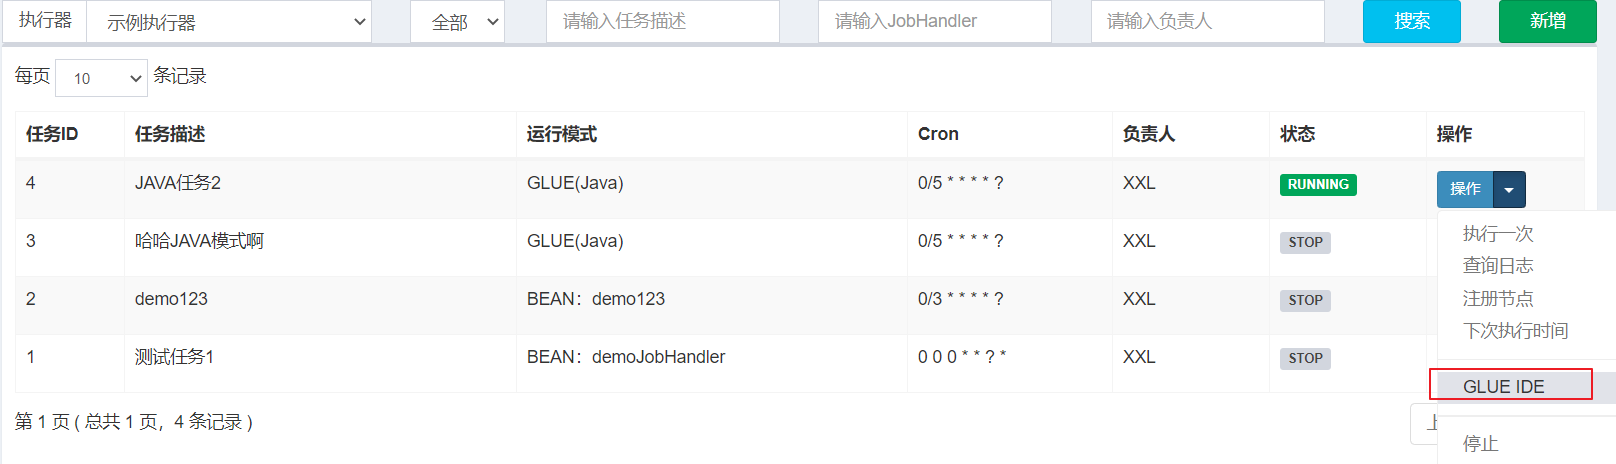 执行器 示例执行器 全部 请输入任务描述 请输入JobHandler 请输入负责人 搜索 新增
每页 10 条记录
任务ID 任务描述 运行模式 Cron 负责人 状态 操作
4 JAVA任务2 GLUE(Java) 0/5 * * * * ? XXL RUNNING 操作
3 哈哈JAVA模式啊 GLUE(Java) 0/5 * * * * ? XXL STOP
2 demo123 BEAN：demo123 0/3 * * * * ? XXL STOP
1 测试任务1 BEAN：demoJobHandler 0 0 0 * * ? * XXL STOP
执行一次
查询日志
注册节点
下次执行时间
GLUE IDE
停止
第 1 页 ( 总共 1 页，4 条记录 )